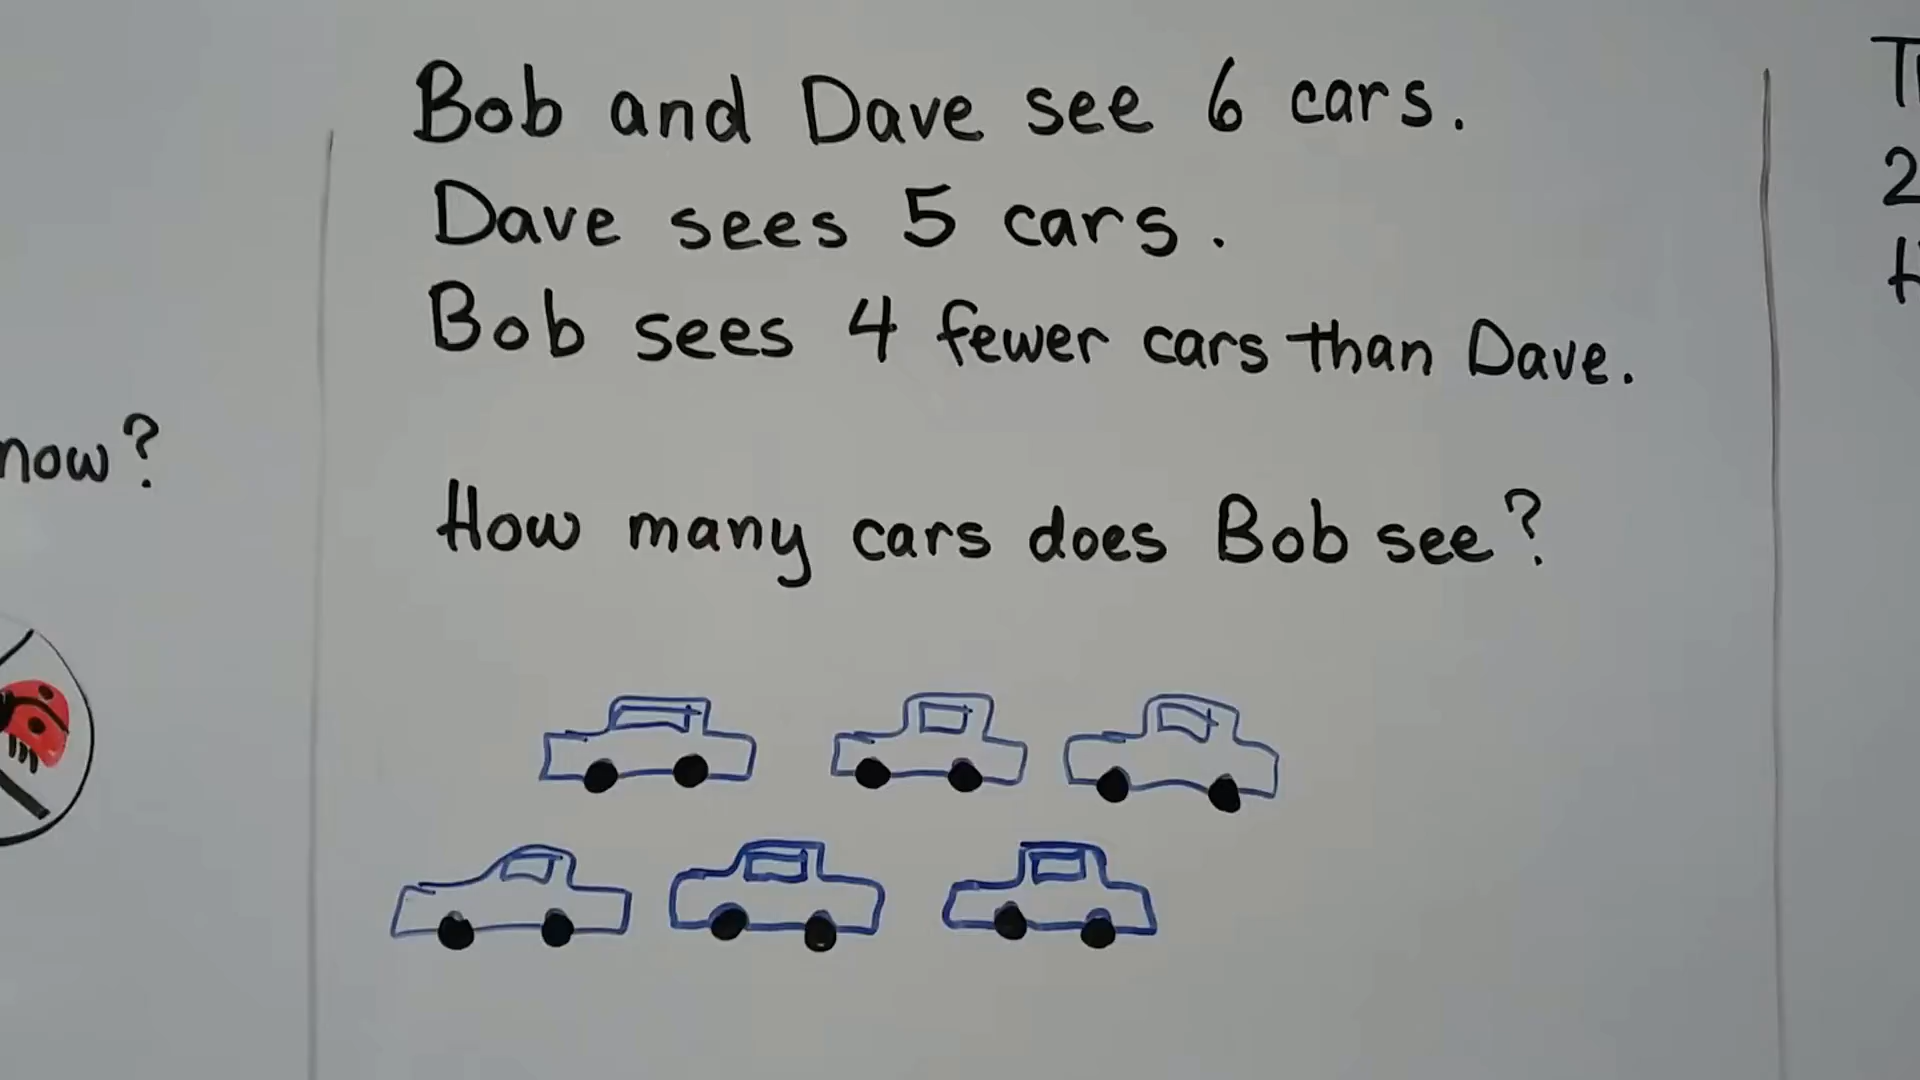 Bob and Dave see 6 cars.
Dave sees 5 cars.
Bob sees 4 fewer cars than Dave.
How many cars does Bob see?
now?
2